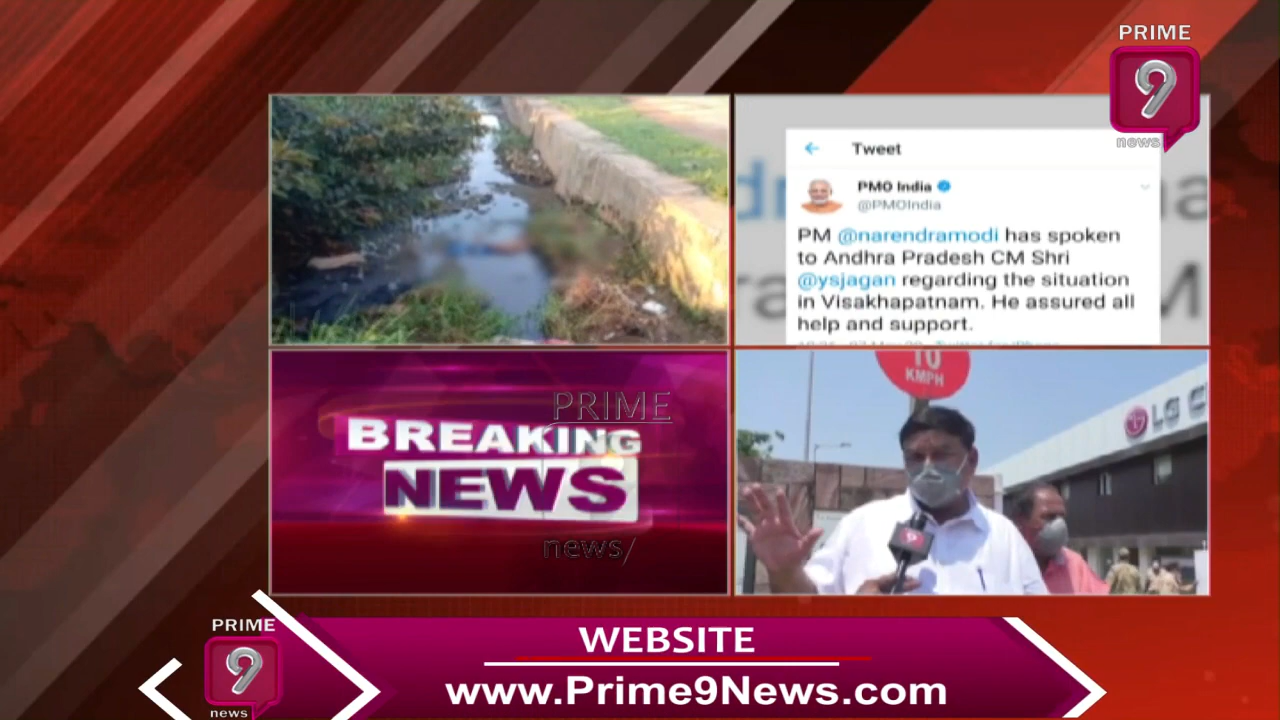 PRIME
9
news
Tweet
PMO India
@PMOIndia
PM @narendramodi has spoken
to Andhra Pradesh CM Shri
@ysjagan regarding the situation
in Visakhapatnam. He assured all
help and support.
BREAKING
NEWS
PRIME
news/
10
KMPH
LG
9
PRIME
9
news
WEBSITE
www.Prime9News.com